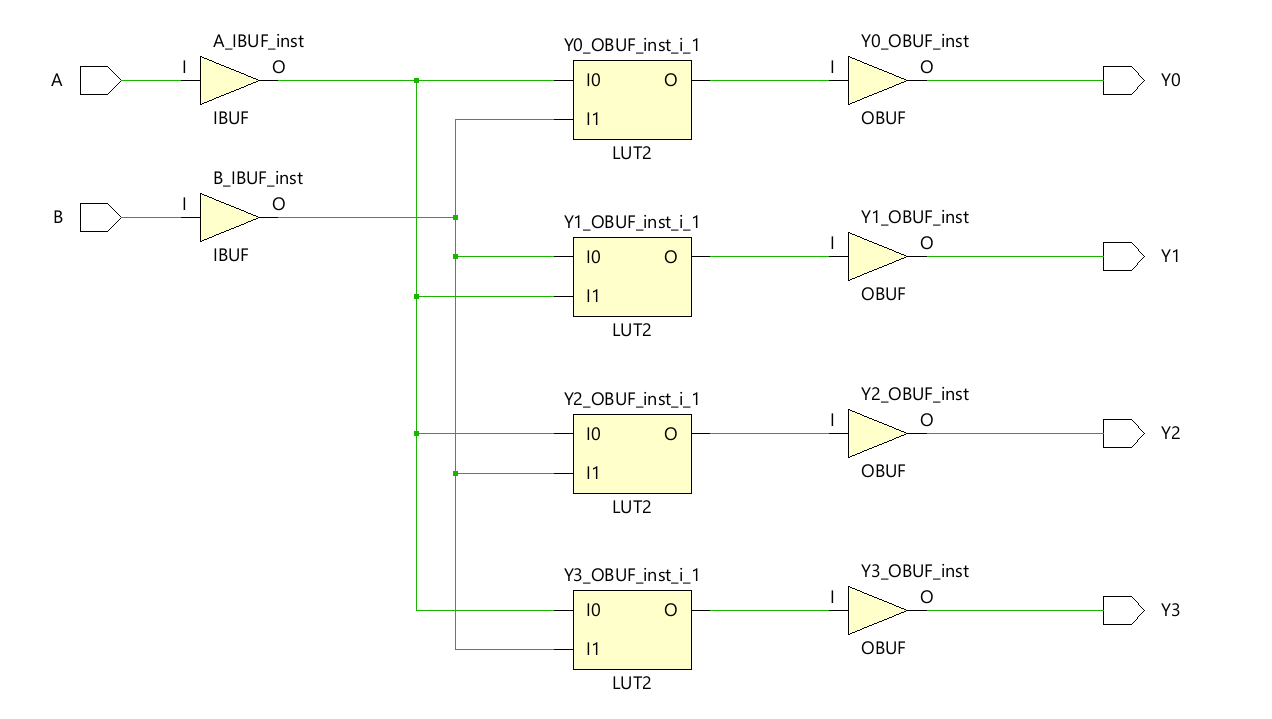 A_IBUF_inst
Y0_OBUF_inst_i_1
Y0_OBUF_inst
A
I
O
I0
O
I
O
Y0
IBUF
I1
OBUF
LUT2
B_IBUF_inst
B
I
O
IBUF
Y1_OBUF_inst_i_1
Y1_OBUF_inst
I0
O
I
O
Y1
I1
OBUF
LUT2
Y2_OBUF_inst_i_1
Y2_OBUF_inst
I0
O
I
O
Y2
I1
OBUF
LUT2
Y3_OBUF_inst_i_1
Y3_OBUF_inst
I0
O
I
O
Y3
I1
OBUF
LUT2